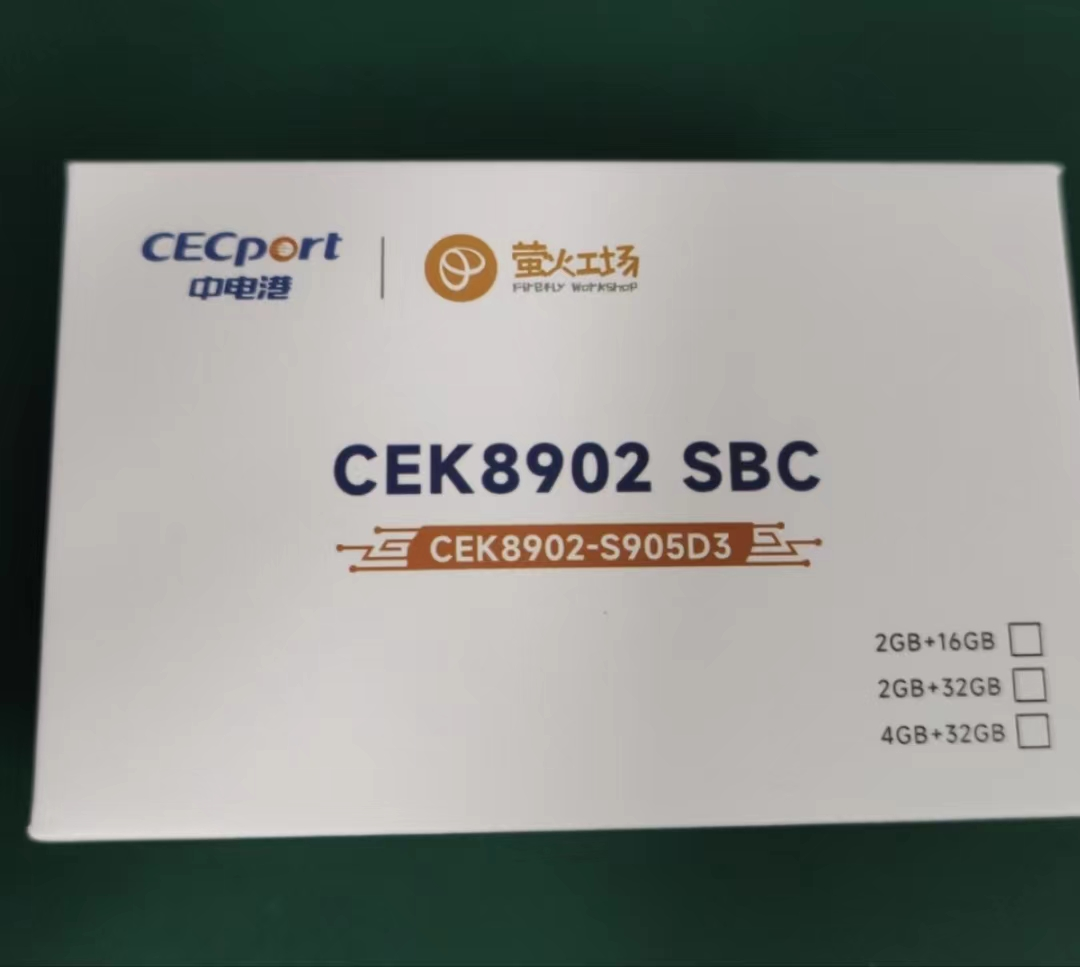 CECport
中电港
萤火工场
FIREFLY WORKSHOP
CEK8902 SBC
CEK8902-S905D3
2GB+16GB
2GB+32GB
4GB+32GB